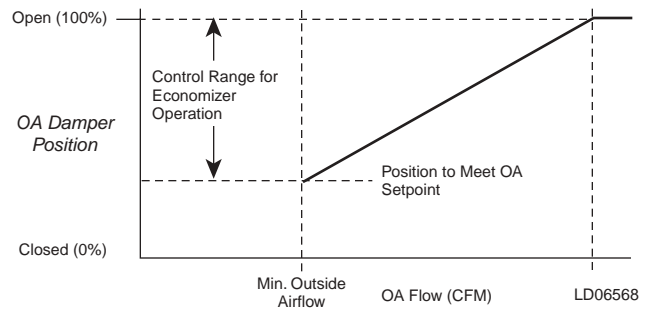 Open (100%)
Control Range for
Economizer
Operation
OA Damper
Position
Position to Meet OA
Setpoint
Closed (0%)
Min. Outside
Airflow
OA Flow (CFM)
LD06568